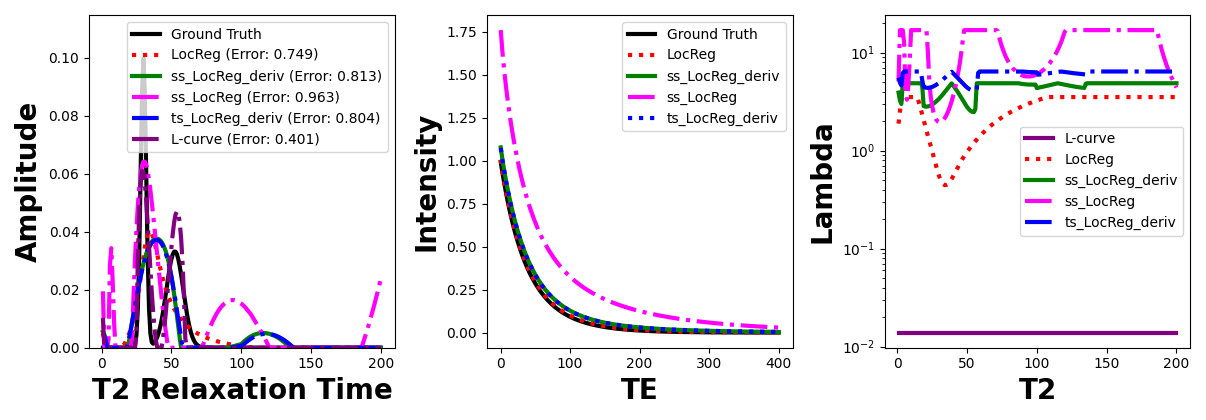 Amplitude
0.10
0.08
0.06
0.04
0.02
0.00
0
50
100
150
200
T2 Relaxation Time
Ground Truth
LocReg (Error: 0.749)
ss_LocReg_deriv (Error: 0.813)
ss_LocReg (Error: 0.963)
ts_LocReg_deriv (Error: 0.804)
L-curve (Error: 0.401)
Intensity
1.75
1.50
1.25
1.00
0.75
0.50
0.25
0.00
0
100
200
300
400
TE
Ground Truth
LocReg
ss_LocReg_deriv
ss_LocReg
ts_LocReg_deriv
Lambda
10¹
10⁰
10⁻¹
10⁻²
0
50
100
150
200
T2
L-curve
LocReg
ss_LocReg_deriv
ss_LocReg
ts_LocReg_deriv